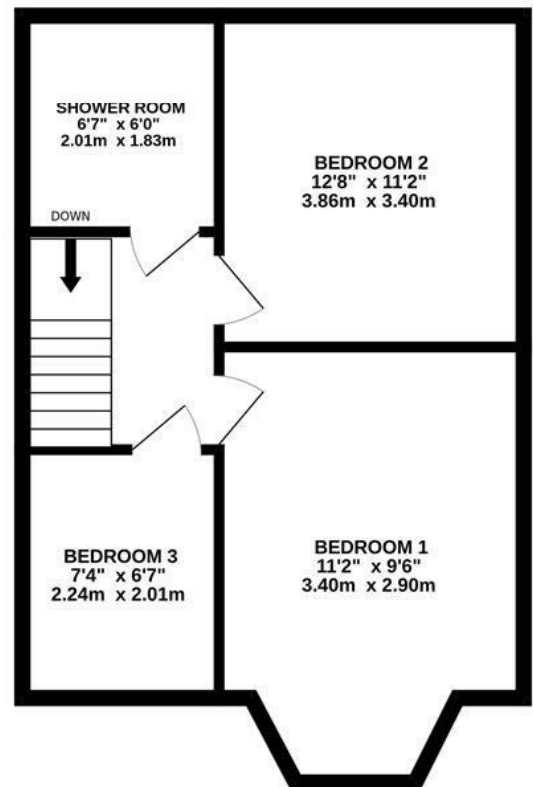 SHOWER ROOM
6'7" x 6'0"
2.01m x 1.83m
BEDROOM 2
12'8" x 11'2"
3.86m x 3.40m
DOWN
BEDROOM 3
7'4" x 6'7"
2.24m x 2.01m
BEDROOM 1
11'2" x 9'6"
3.40m x 2.90m